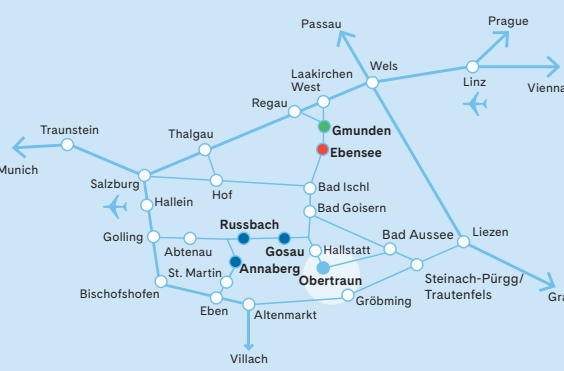 Prague
Passau
Wels
Linz
Vienna
Laakirchen
West
Regau
Gmunden
Traunstein
Thalgau
Ebensee
Munich
Salzburg
Hof
Bad Ischl
Hallein
Bad Goisern
Russbach
Golling
Abtenau
Gosau
Hallstatt
Bad Aussee
Liezen
Annaberg
St. Martin
Obertraun
Steinach-Pürgg/
Trautenfels
Bischofshofen
Gröbming
Gra
Eben
Altenmarkt
Villach